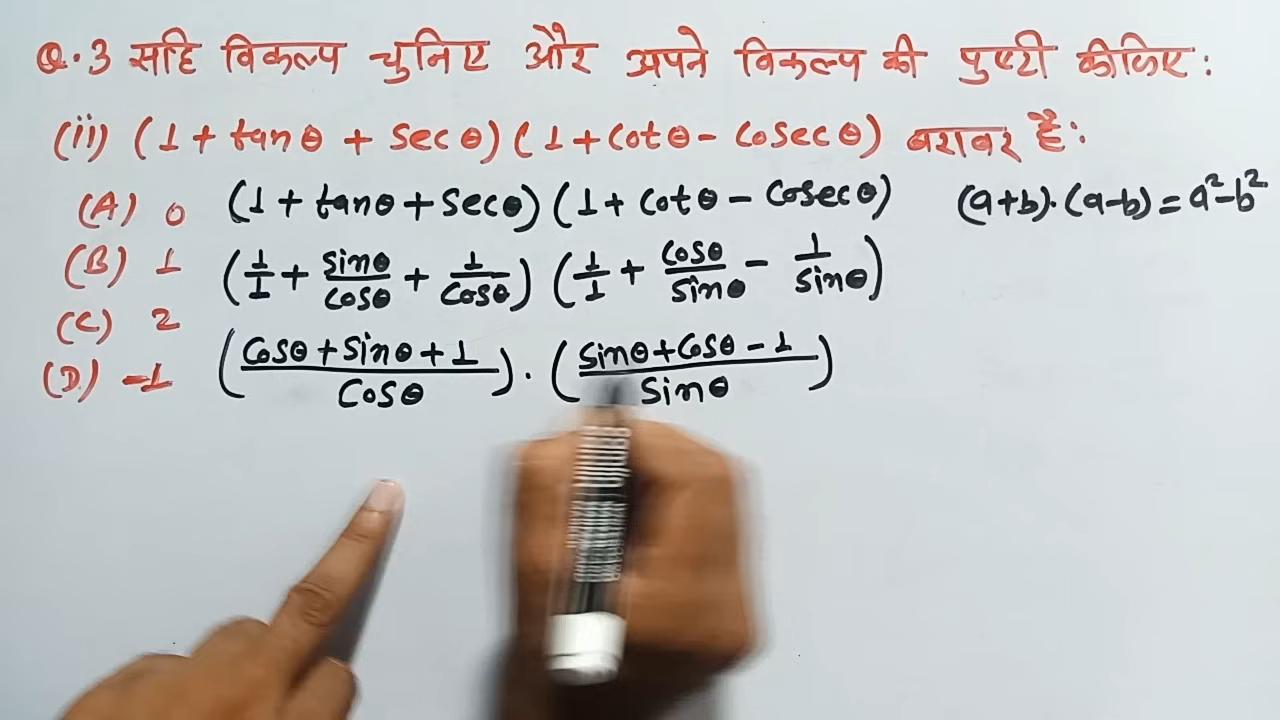 Q.3 सहि विकल्प चुनिए और अपने विकल्प की पुष्टी कीजिए:
(ii) (1 + tanθ + secθ) (1 + cotθ - cosecθ) बराबर है:
(A) 0 (1 + tanθ + secθ) (1 + cotθ - cosecθ) (a+b)·(a-b) = a²-b²
(B) 1 (1/1 + sinθ/cosθ + 1/cosθ) (1/1 + cosθ/sinθ - 1/sinθ)
(C) 2
(D) -1 ((cosθ + sinθ + 1)/cosθ) · ((sinθ + cosθ - 1)/sinθ)